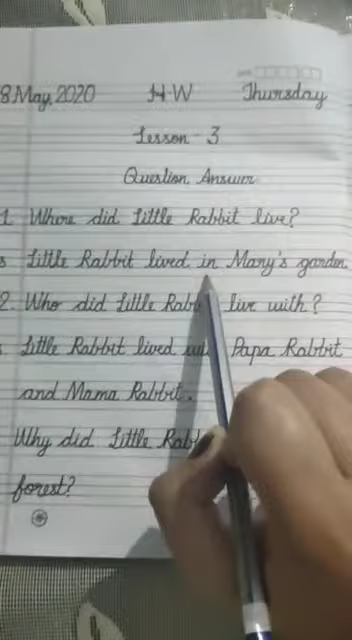 8 May, 2020 H.W Thursday
Lesson - 3
Question Answer
1. Where did Little Rabbit live?
s Little Rabbit lived in Many's garden.
2. Who did Little Rab live with?
Little Rabbit lived Papa Rabbit
and Mama Rabbit.
Why did Little Rabb
forest?